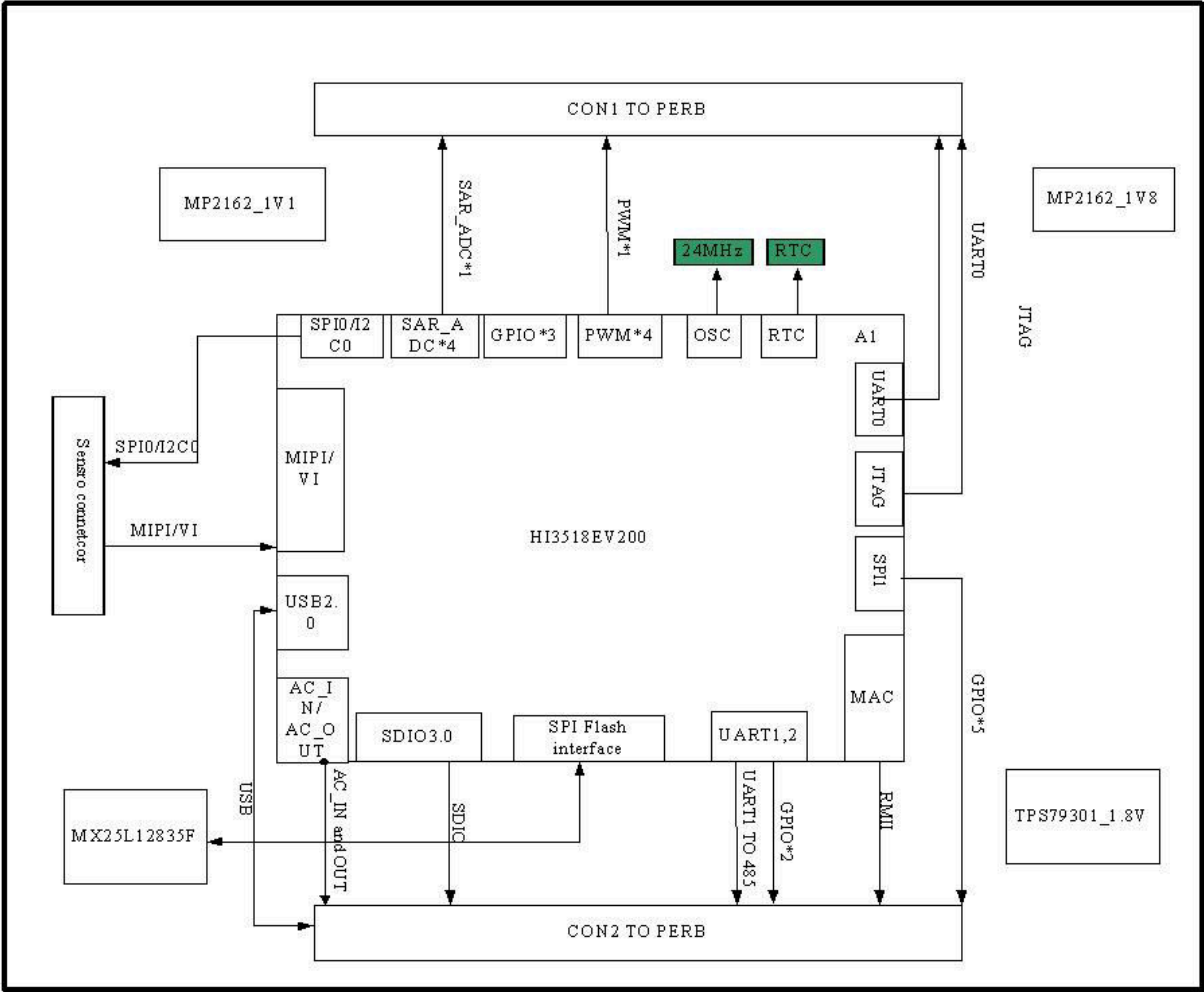 CON1 TO PERB
MP2162_1V1
MP2162_1V8
SAR_ADC*1
PWM*1
UART0
JTAG
24MHz
RTC
SPI0/I2
C0
SAR_A
DC*4
GPIO*3
PWM*4
OSC
RTC
A1
UART0
Sensro connetcor
SPI0/I2C0
MIPI/VI
MIPI/
VI
JTAG
HI3518EV200
SPI1
USB2.
0
MAC
GPIO*5
AC_I
N/
AC_O
UT
SDIO3.0
SPI Flash
interface
UART1,2
MX25L12835F
USB
AC_IN and OUT
SDIO
UART1 TO 485
GPIO*2
RMII
TPS79301_1.8V
CON2 TO PERB